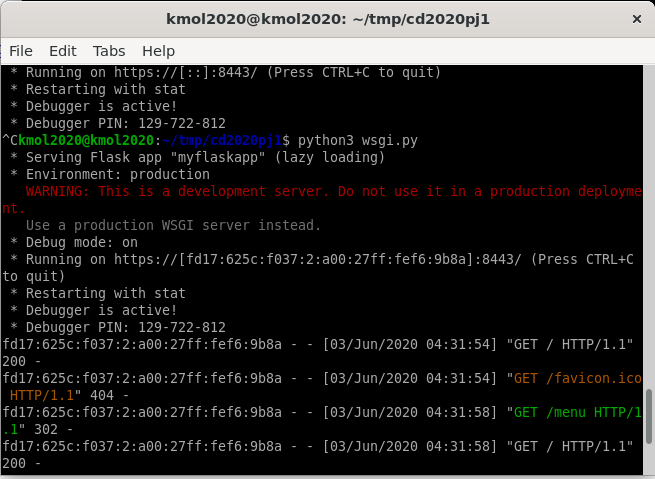 kmol2020@kmol2020: ~/tmp/cd2020pj1
File Edit Tabs Help
* Running on https://[::]:8443/ (Press CTRL+C to quit)
* Restarting with stat
* Debugger is active!
* Debugger PIN: 129-722-812
^Ckmol2020@kmol2020:~/tmp/cd2020pj1$ python3 wsgi.py
* Serving Flask app "myflaskapp" (lazy loading)
* Environment: production
WARNING: This is a development server. Do not use it in a production deployme
nt.
Use a production WSGI server instead.
* Debug mode: on
* Running on https://[fd17:625c:f037:2:a00:27ff:fef6:9b8a]:8443/ (Press CTRL+C
to quit)
* Restarting with stat
* Debugger is active!
* Debugger PIN: 129-722-812
fd17:625c:f037:2:a00:27ff:fef6:9b8a - - [03/Jun/2020 04:31:54] "GET / HTTP/1.1"
200 -
fd17:625c:f037:2:a00:27ff:fef6:9b8a - - [03/Jun/2020 04:31:54] "GET /favicon.ico
HTTP/1.1" 404 -
fd17:625c:f037:2:a00:27ff:fef6:9b8a - - [03/Jun/2020 04:31:58] "GET /menu HTTP/1
.1" 302 -
fd17:625c:f037:2:a00:27ff:fef6:9b8a - - [03/Jun/2020 04:31:58] "GET / HTTP/1.1"
200 -